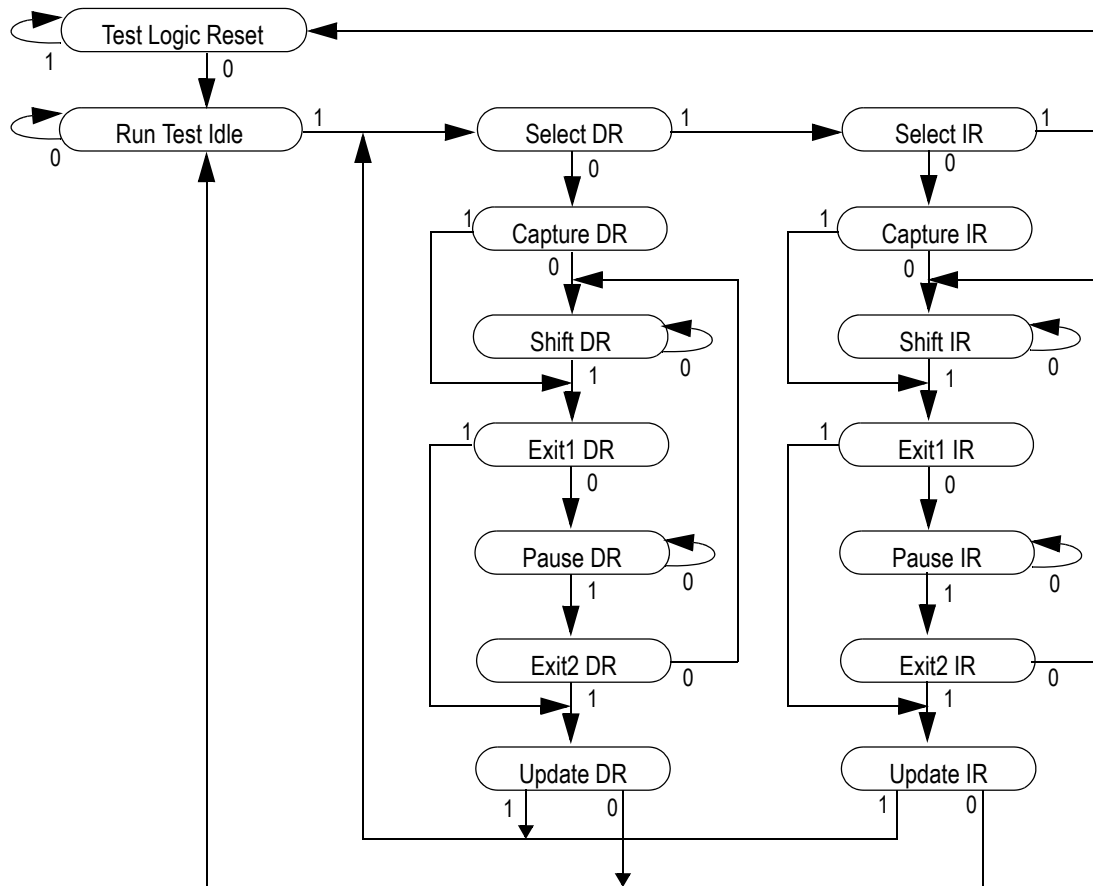 Test Logic Reset
1
0
Run Test Idle
1
0
Select DR
1
0
Select IR
1
0
1
Capture DR
0
1
Capture IR
0
Shift DR
0
1
Shift IR
0
1
1
Exit1 DR
0
1
Exit1 IR
0
Pause DR
0
1
Pause IR
0
1
Exit2 DR
0
1
Exit2 IR
0
1
Update DR
1
0
Update IR
1
0